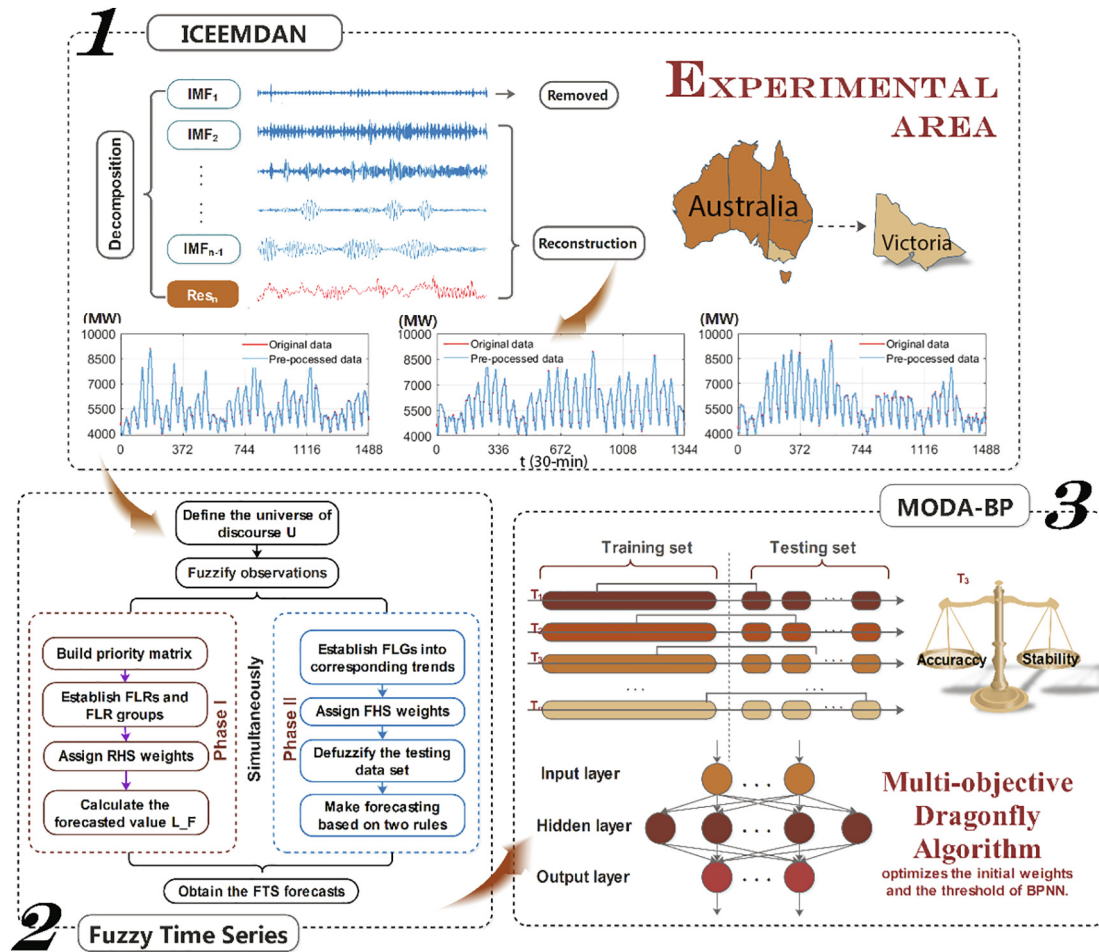 1
ICEEMDAN
IMF1
Removed
IMF2
Decomposition
IMFn-1
Reconstruction
Resn
EXPERIMENTAL
AREA
Australia
Victoria
(MW)
10000
8500
7000
5500
4000
Original data
Pre-pocessed data
0 372 744 1116 1488
(MW)
10000
8500
7000
5500
4000
Original data
Pre-pocessed data
0 336 672 1008 1344
t (30-min)
(MW)
10000
8500
7000
5500
4000
Original data
Pre-pocessed data
0 372 744 1116 1488
Define the universe of
discourse U
Fuzzify observations
Build priority matrix
Establish FLRs and
FLR groups
Assign RHS weights
Calculate the
forecasted value L_F
Phase I
Simultaneously
Phase II
Establish FLGs into
corresponding trends
Assign FHS weights
Defuzzify the testing
data set
Make forecasting
based on two rules
Obtain the FTS forecasts
2
Fuzzy Time Series
MODA-BP
3
Training set
Testing set
T1
T2
T3
T3
Accuraccy
Stability
Input layer
Hidden layer
Output layer
Multi-objective
Dragonfly
Algorithm
optimizes the initial weights
and the threshold of BPNN.